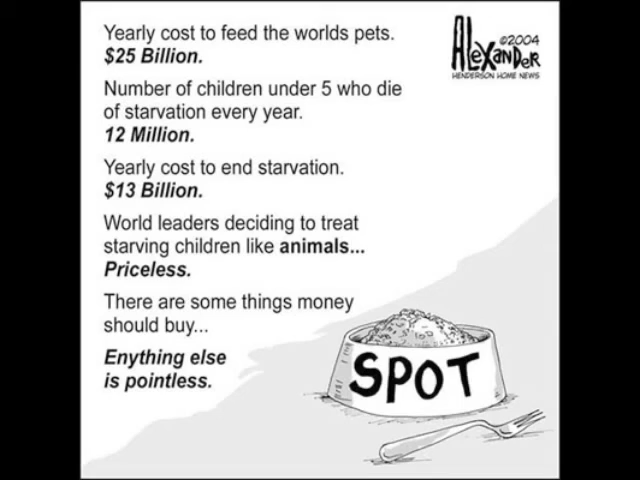 Yearly cost to feed the worlds pets.
$25 Billion.
Number of children under 5 who die
of starvation every year.
12 Million.
Yearly cost to end starvation.
$13 Billion.
World leaders deciding to treat
starving children like animals...
Priceless.
There are some things money
should buy...
Enything else
is pointless.
AleXanDeR
©2004
HENDERSON HOME NEWS
SPOT